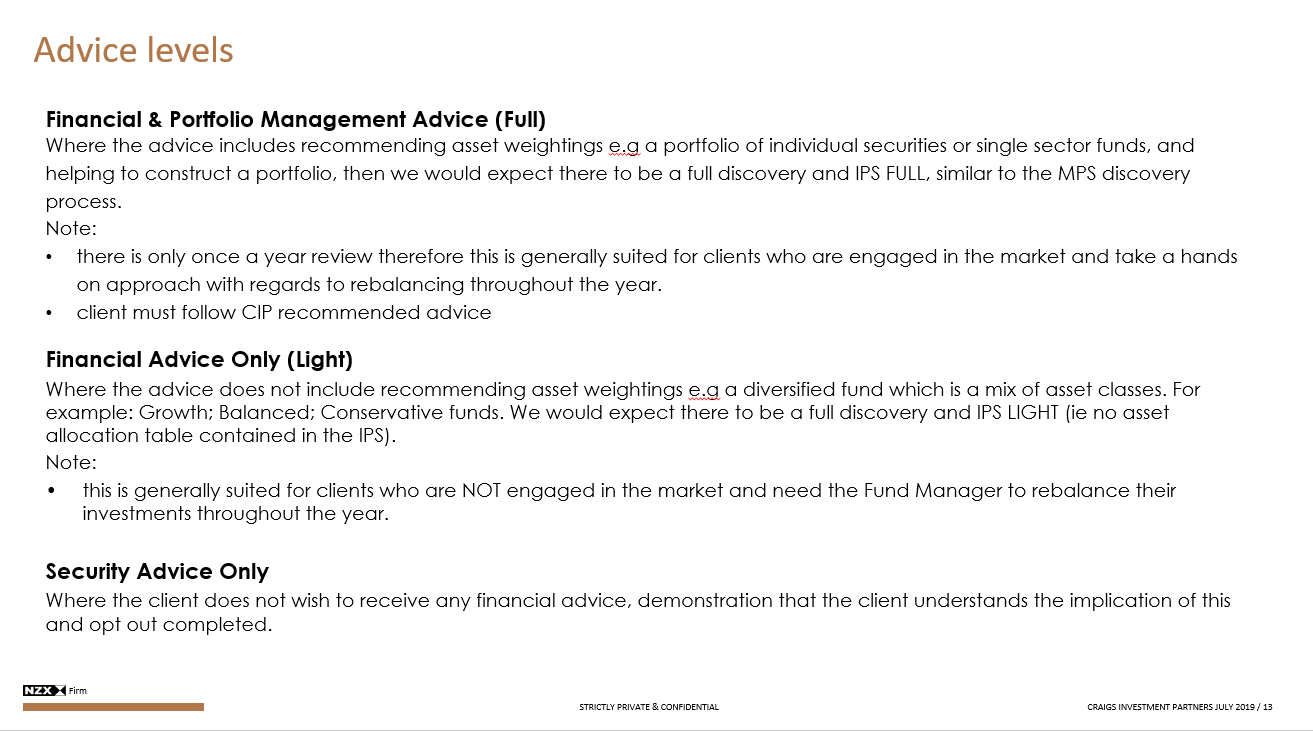 Advice levels
Financial & Portfolio Management Advice (Full)
Where the advice includes recommending asset weightings e.g a portfolio of individual securities or single sector funds, and
helping to construct a portfolio, then we would expect there to be a full discovery and IPS FULL, similar to the MPS discovery
process.
Note:
• there is only once a year review therefore this is generally suited for clients who are engaged in the market and take a hands
on approach with regards to rebalancing throughout the year.
• client must follow CIP recommended advice
Financial Advice Only (Light)
Where the advice does not include recommending asset weightings e.g a diversified fund which is a mix of asset classes. For
example: Growth; Balanced; Conservative funds. We would expect there to be a full discovery and IPS LIGHT (ie no asset
allocation table contained in the IPS).
Note:
• this is generally suited for clients who are NOT engaged in the market and need the Fund Manager to rebalance their
investments throughout the year.
Security Advice Only
Where the client does not wish to receive any financial advice, demonstration that the client understands the implication of this
and opt out completed.
NZX Firm
STRICTLY PRIVATE & CONFIDENTIAL
CRAIGS INVESTMENT PARTNERS JULY 2019 / 13